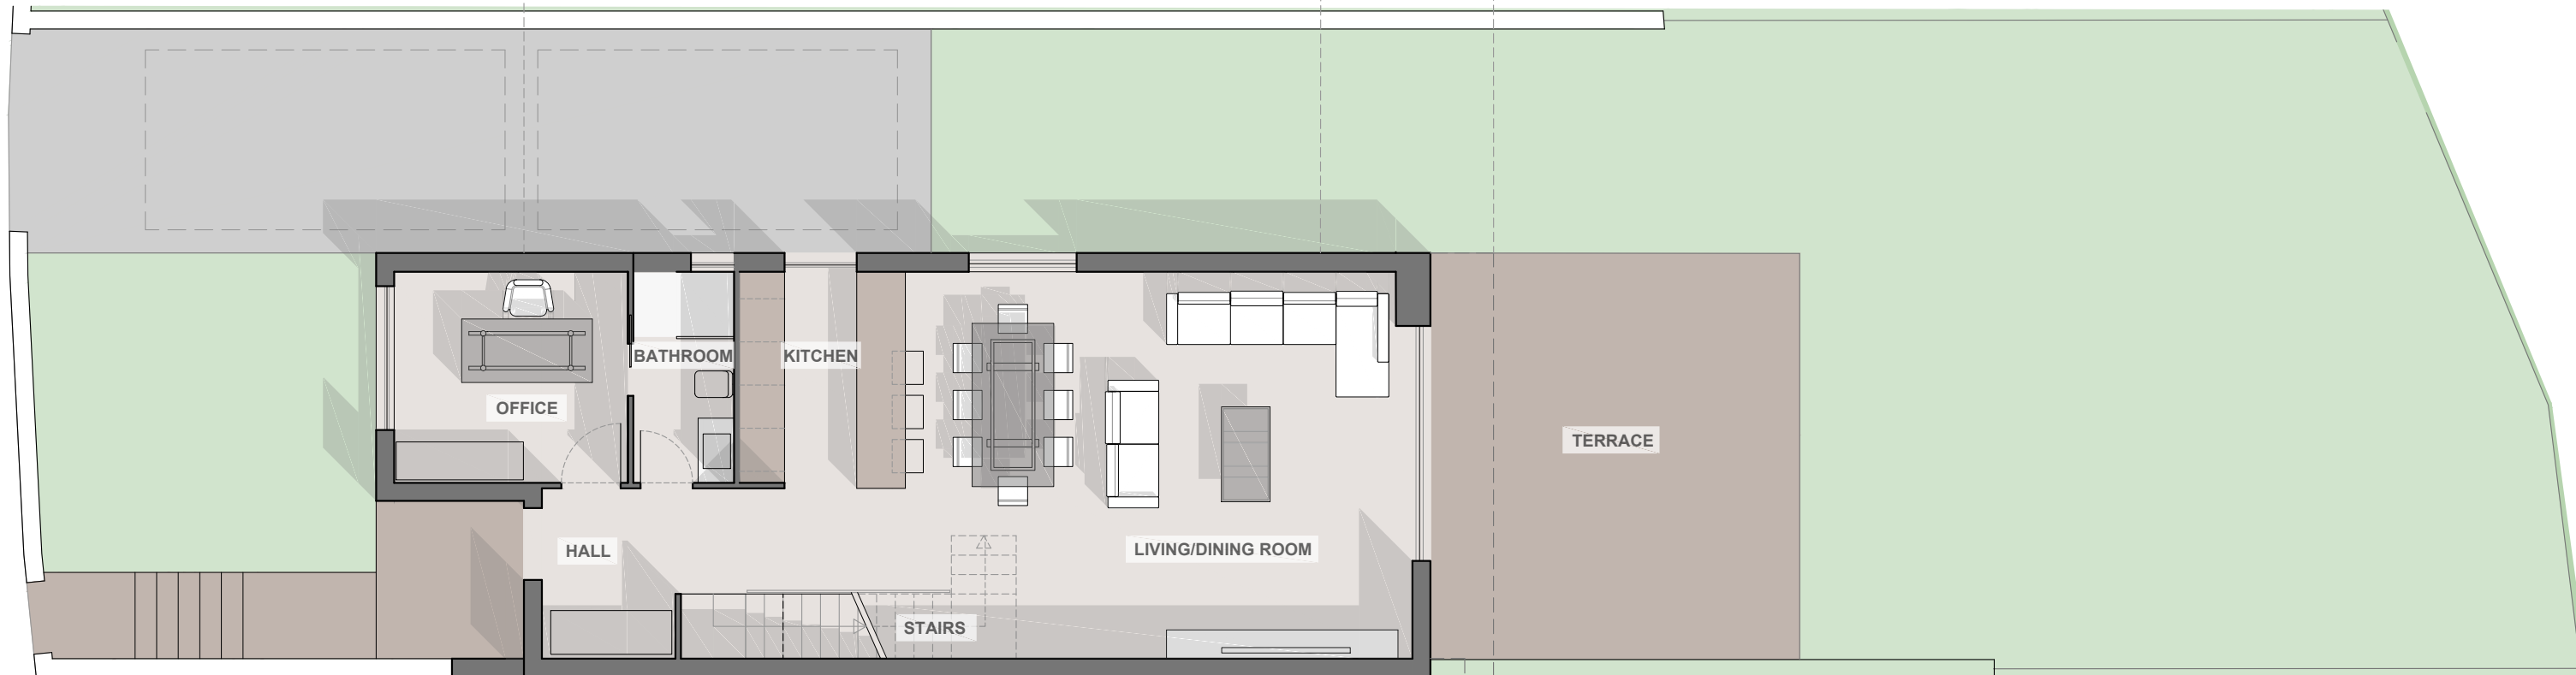 BATHROOM
KITCHEN
OFFICE
TERRACE
HALL
LIVING/DINING ROOM
STAIRS